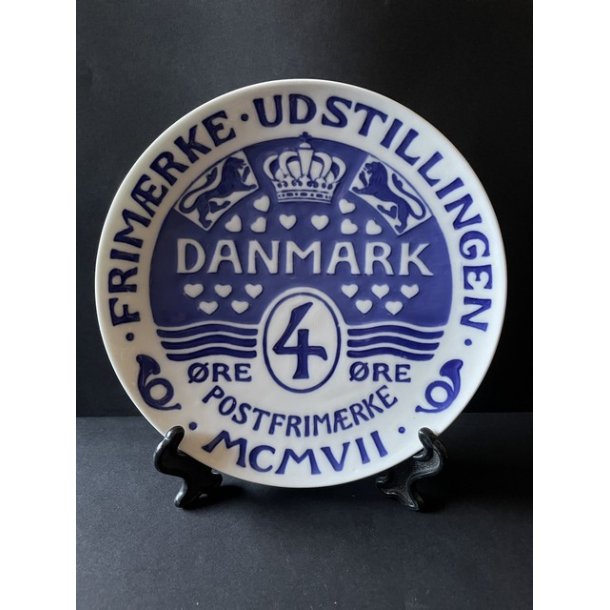 · FRIMÆRKE · UDSTILLINGEN ·
DANMARK
4
ØRE ØRE
POSTFRIMÆRKE
· MCMVII ·